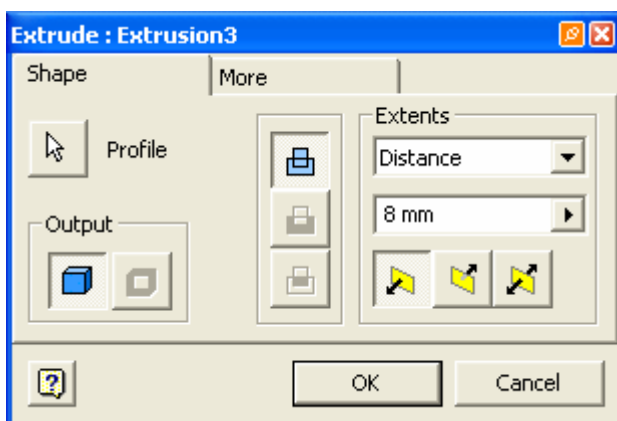 Extrude : Extrusion3
Shape
More
Profile
Output
Extents
Distance
8 mm
?
OK
Cancel